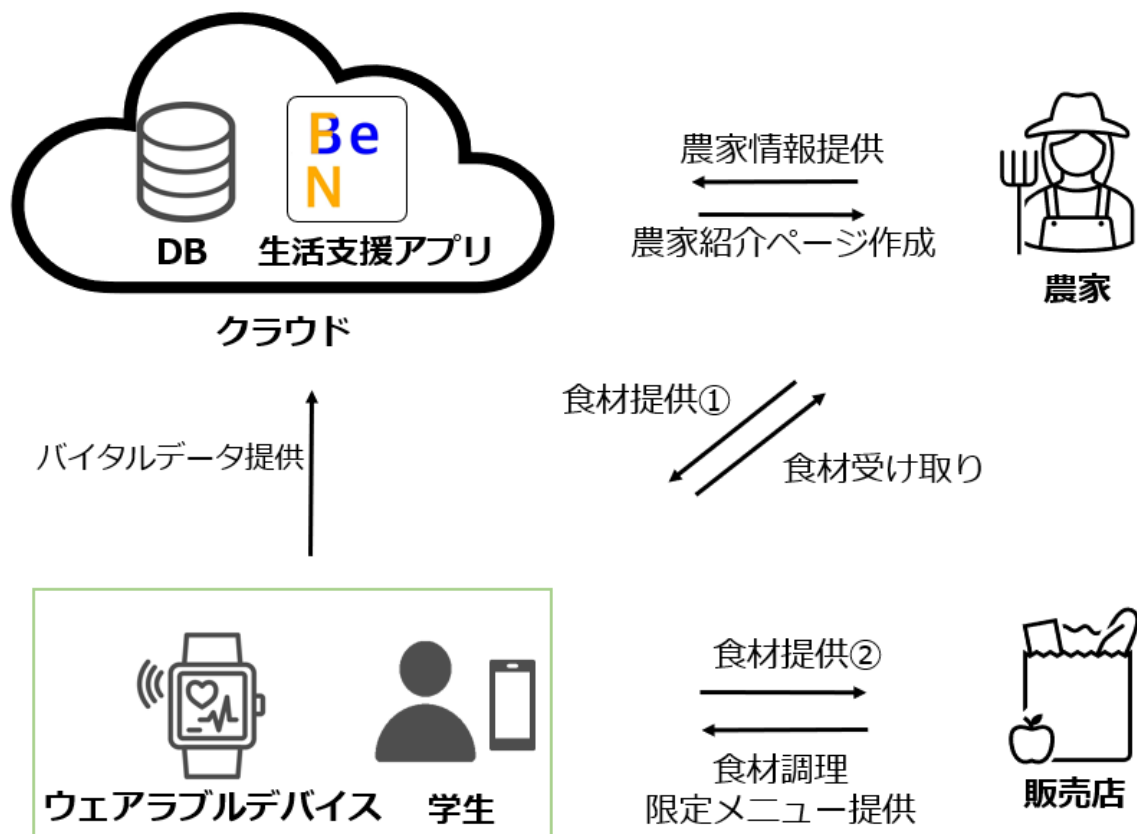 Be
N
DB
生活支援アプリ
クラウド
農家情報提供
農家紹介ページ作成
農家
バイタルデータ提供
食材提供①
食材受け取り
ウェアラブルデバイス
学生
食材提供②
食材調理
限定メニュー提供
販売店